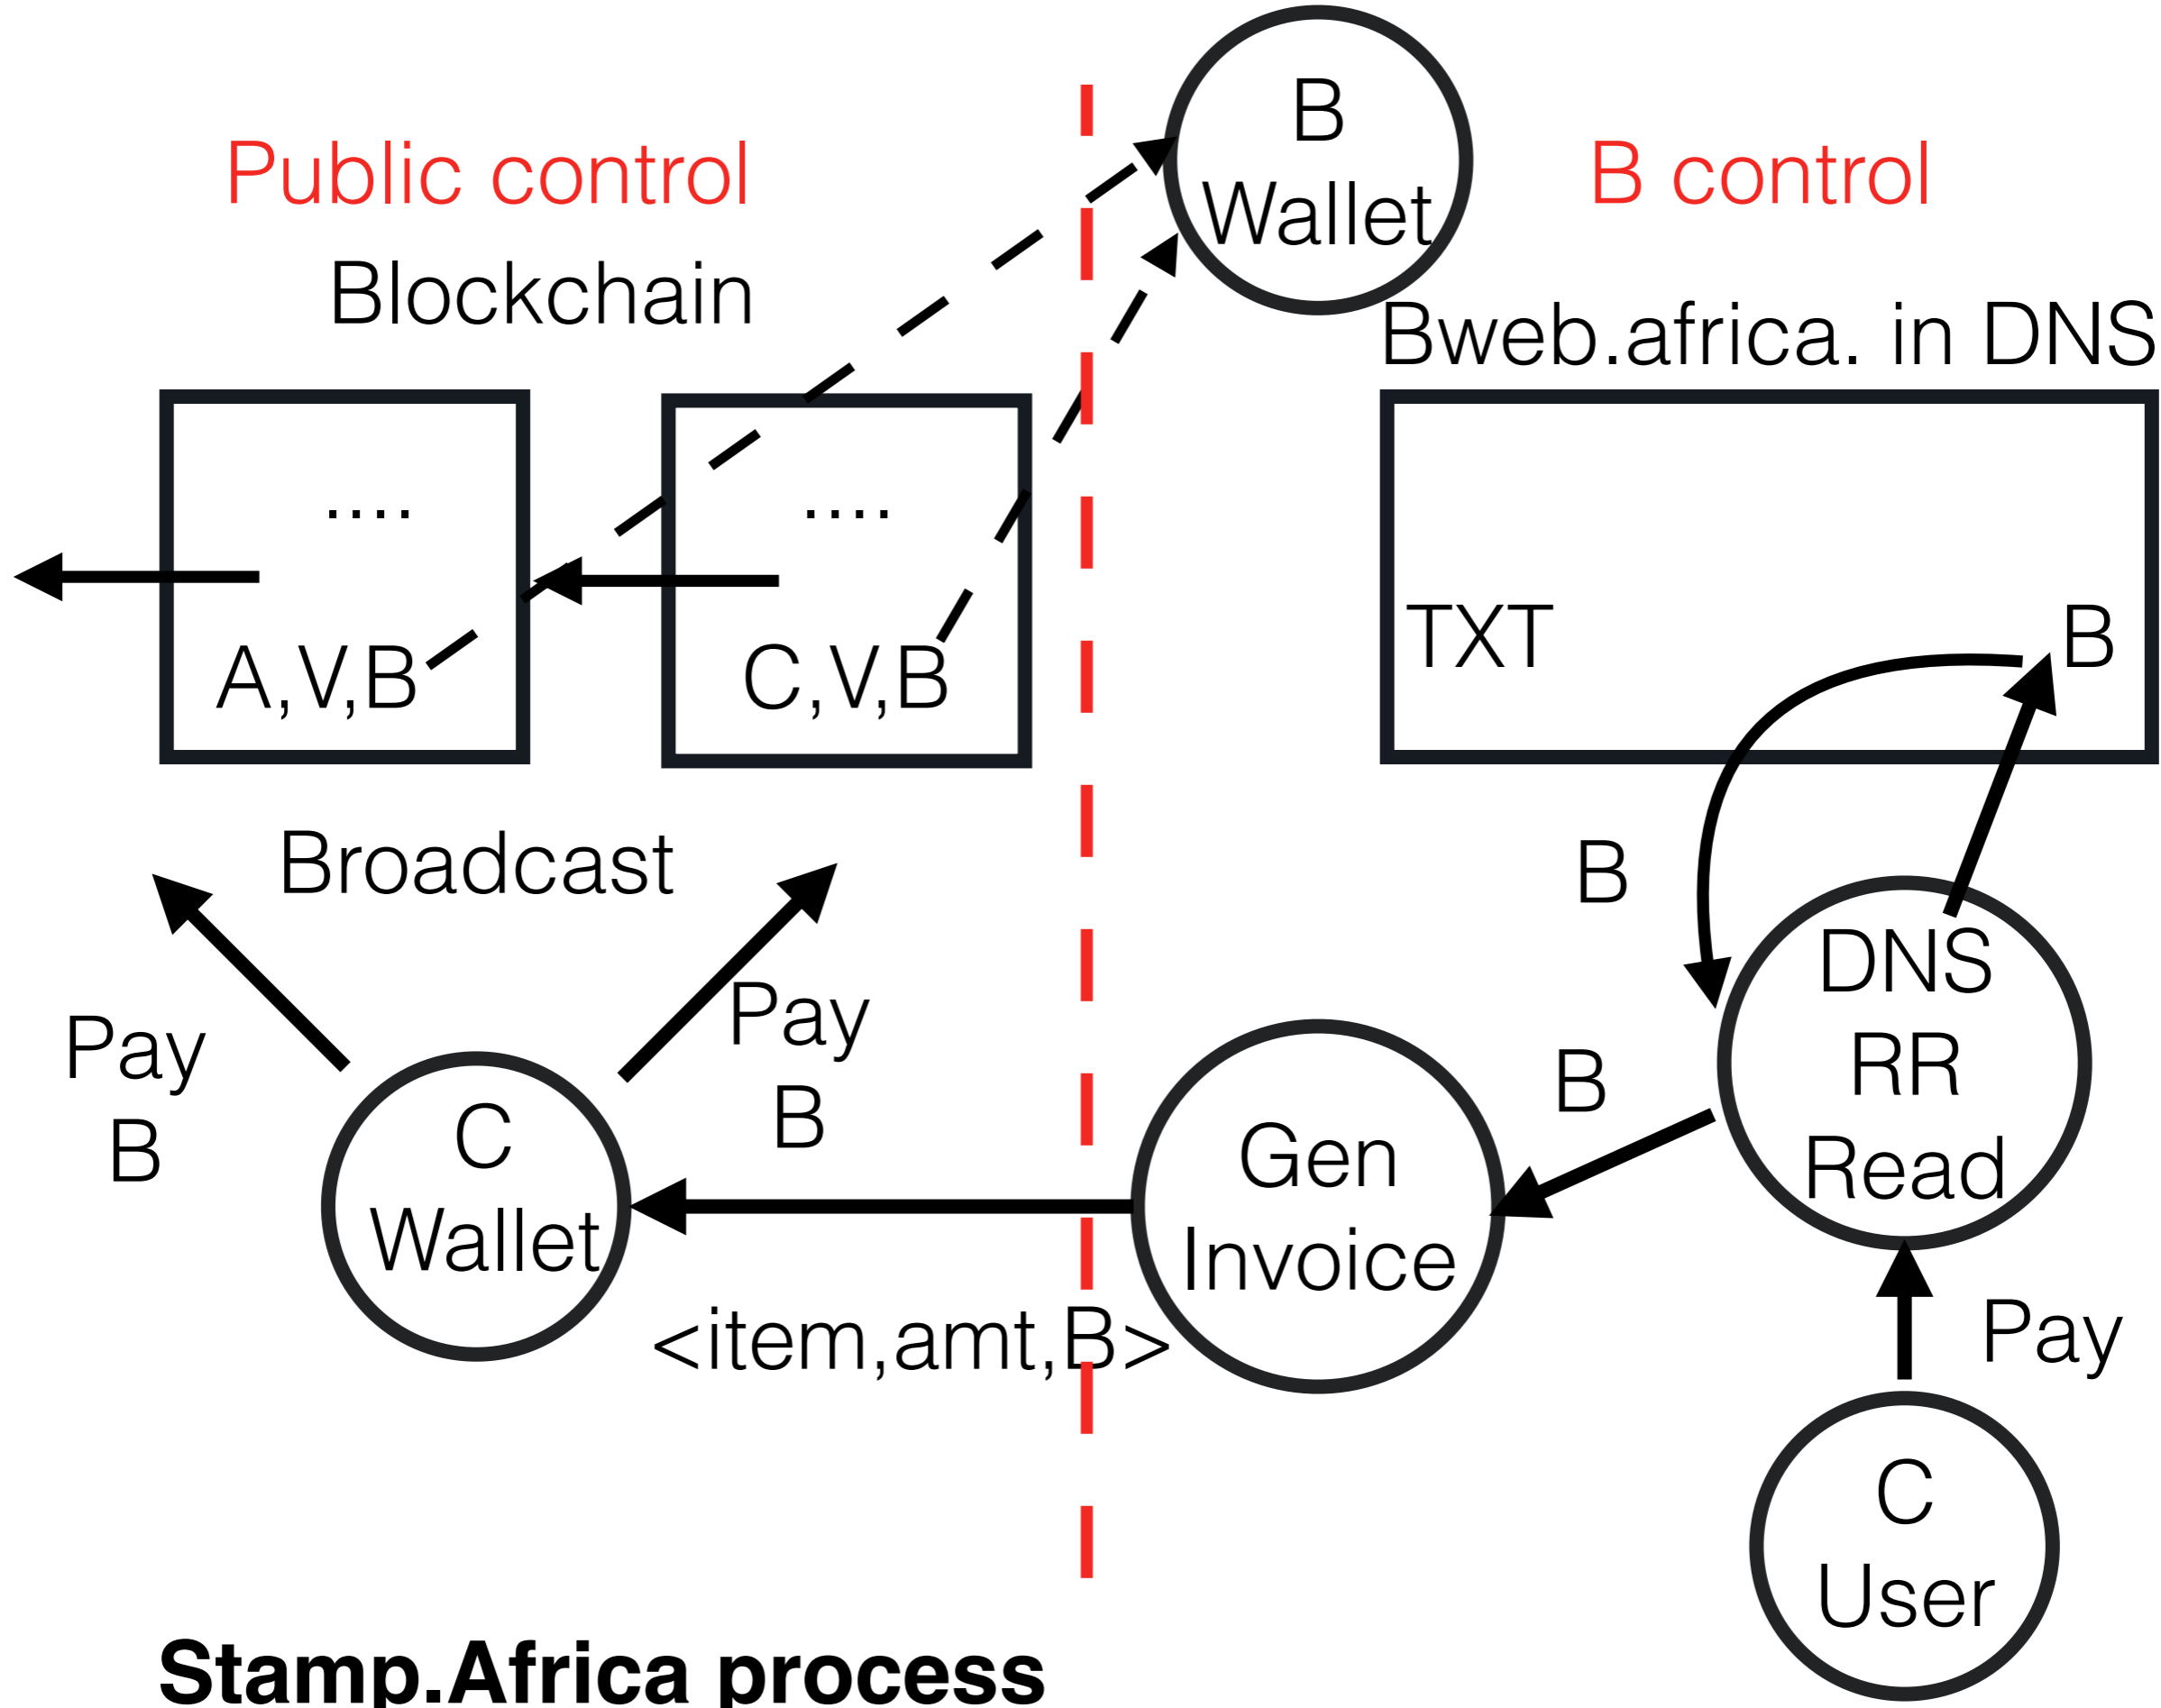 B
Wallet
Public control
B control
Blockchain
Bweb.africa. in DNS
....
....
TXT
B
A,V,B
C,V,B
Broadcast
B
DNS
RR
Read
Pay
B
Pay
B
B
C
Wallet
Gen
Invoice
<item,amt,B>
Pay
C
User
Stamp.Africa process